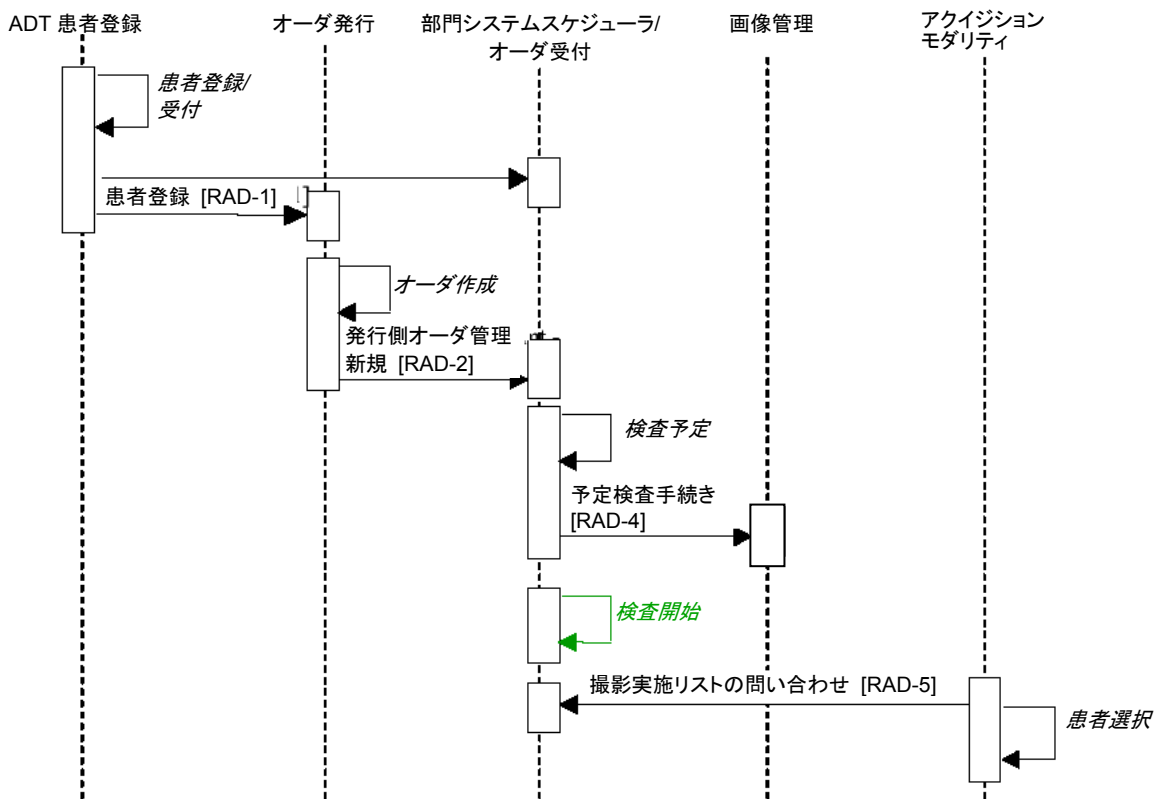 ADT 患者登録
オーダ発行
部門システムスケジューラ/
オーダ受付
画像管理
アクイジション
モダリティ
患者登録/
受付
患者登録 [RAD-1]
オーダ作成
発行側オーダ管理
新規 [RAD-2]
検査予定
予定検査手続き
[RAD-4]
検査開始
撮影実施リストの問い合わせ [RAD-5]
患者選択